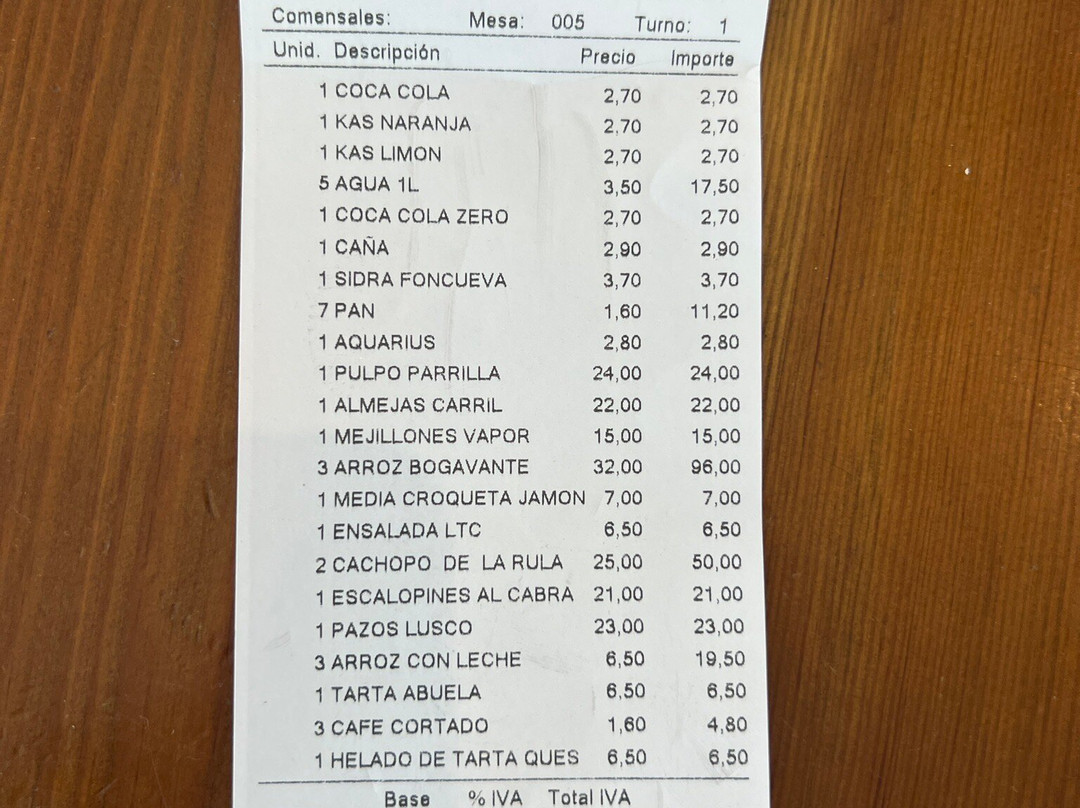 Comensales: Mesa: 005 Turno: 1
Unid. Descripción Precio Importe
1 COCA COLA 2,70 2,70
1 KAS NARANJA 2,70 2,70
1 KAS LIMON 2,70 2,70
5 AGUA 1L 3,50 17,50
1 COCA COLA ZERO 2,70 2,70
1 CAÑA 2,90 2,90
1 SIDRA FONCUEVA 3,70 3,70
7 PAN 1,60 11,20
1 AQUARIUS 2,80 2,80
1 PULPO PARRILLA 24,00 24,00
1 ALMEJAS CARRIL 22,00 22,00
1 MEJILLONES VAPOR 15,00 15,00
3 ARROZ BOGAVANTE 32,00 96,00
1 MEDIA CROQUETA JAMON 7,00 7,00
1 ENSALADA LTC 6,50 6,50
2 CACHOPO DE LA RULA 25,00 50,00
1 ESCALOPINES AL CABRA 21,00 21,00
1 PAZOS LUSCO 23,00 23,00
3 ARROZ CON LECHE 6,50 19,50
1 TARTA ABUELA 6,50 6,50
3 CAFE CORTADO 1,60 4,80
1 HELADO DE TARTA QUES 6,50 6,50
Base % IVA Total IVA